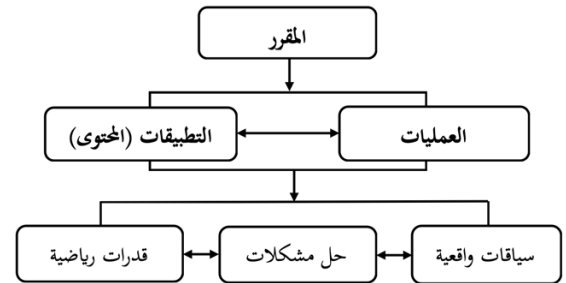 المقرر
العمليات
التطبيقات (المحتوى)
سياقات واقعية
حل مشكلات
قدرات رياضية